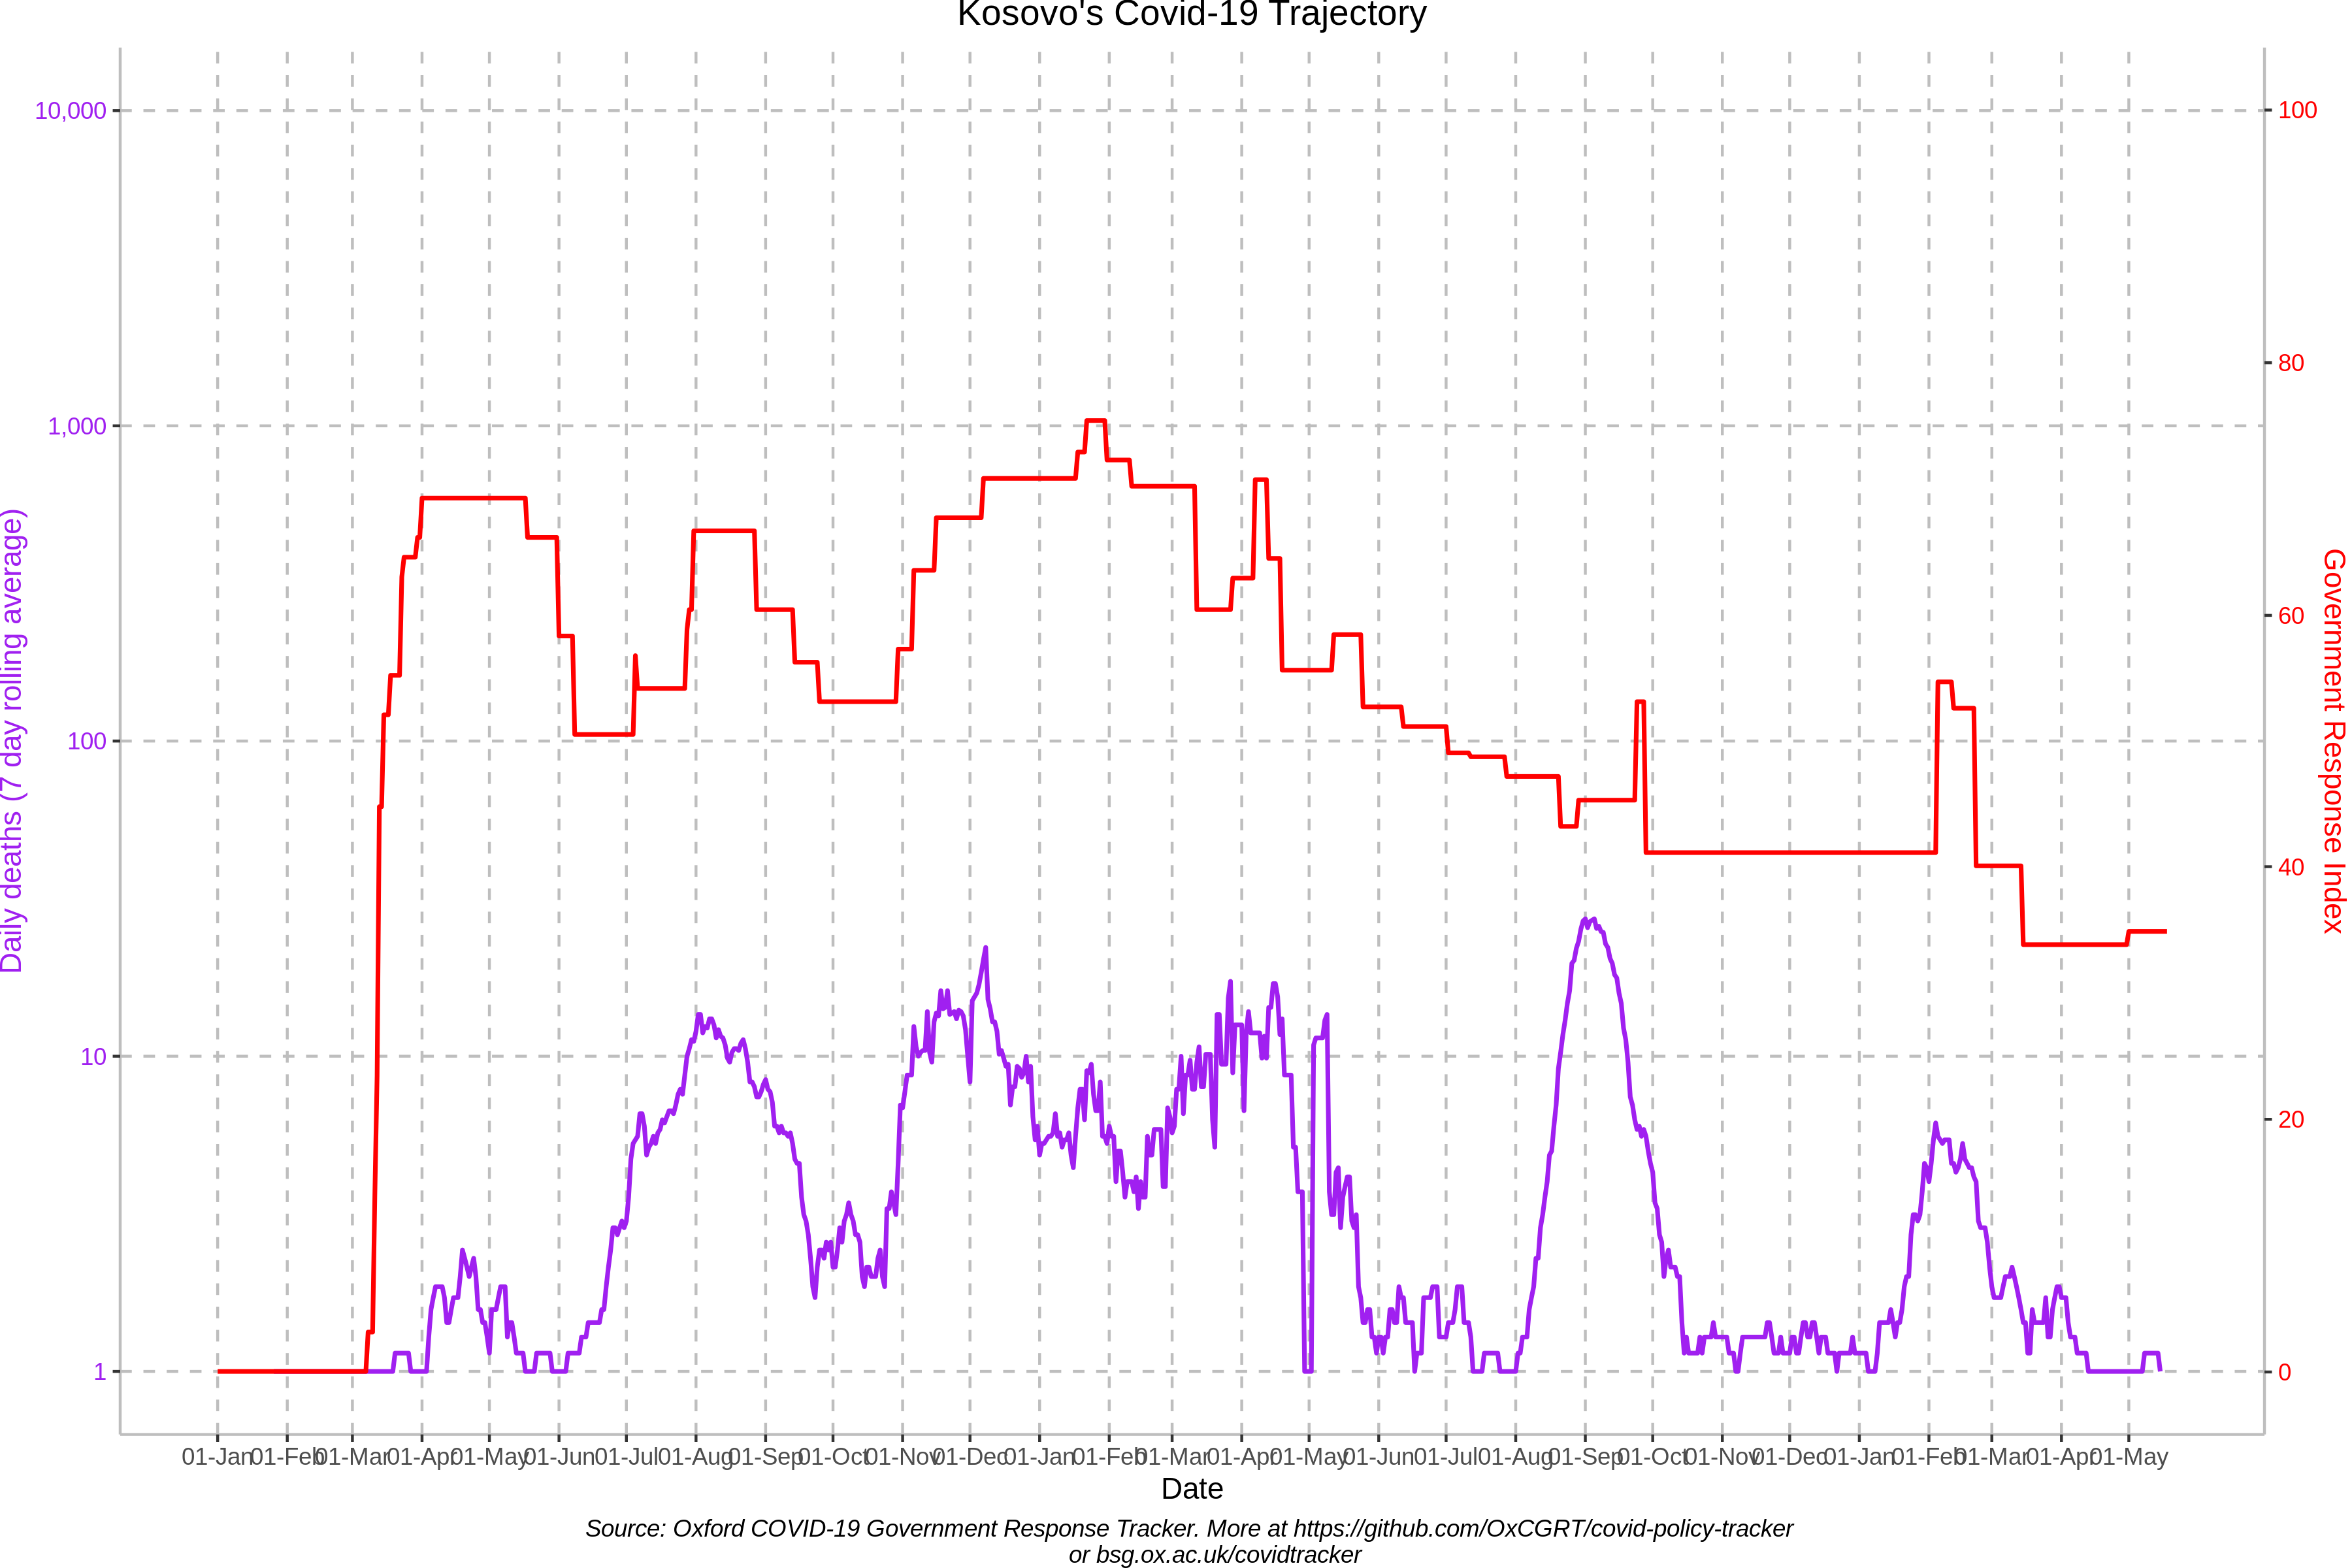 Kosovo's Covid-19 Trajectory
10,000
1,000
100
10
1
Daily deaths (7 day rolling average)
100
80
60
40
20
0
Government Response Index
01-Jan 01-Feb 01-Mar 01-Apr 01-May 01-Jun 01-Jul 01-Aug 01-Sep 01-Oct 01-Nov 01-Dec 01-Jan 01-Feb 01-Mar 01-Apr 01-May 01-Jun 01-Jul 01-Aug 01-Sep 01-Oct 01-Nov 01-Dec 01-Jan 01-Feb 01-Mar 01-Apr 01-May
Date
Source: Oxford COVID-19 Government Response Tracker. More at https://github.com/OxCGRT/covid-policy-tracker
or bsg.ox.ac.uk/covidtracker